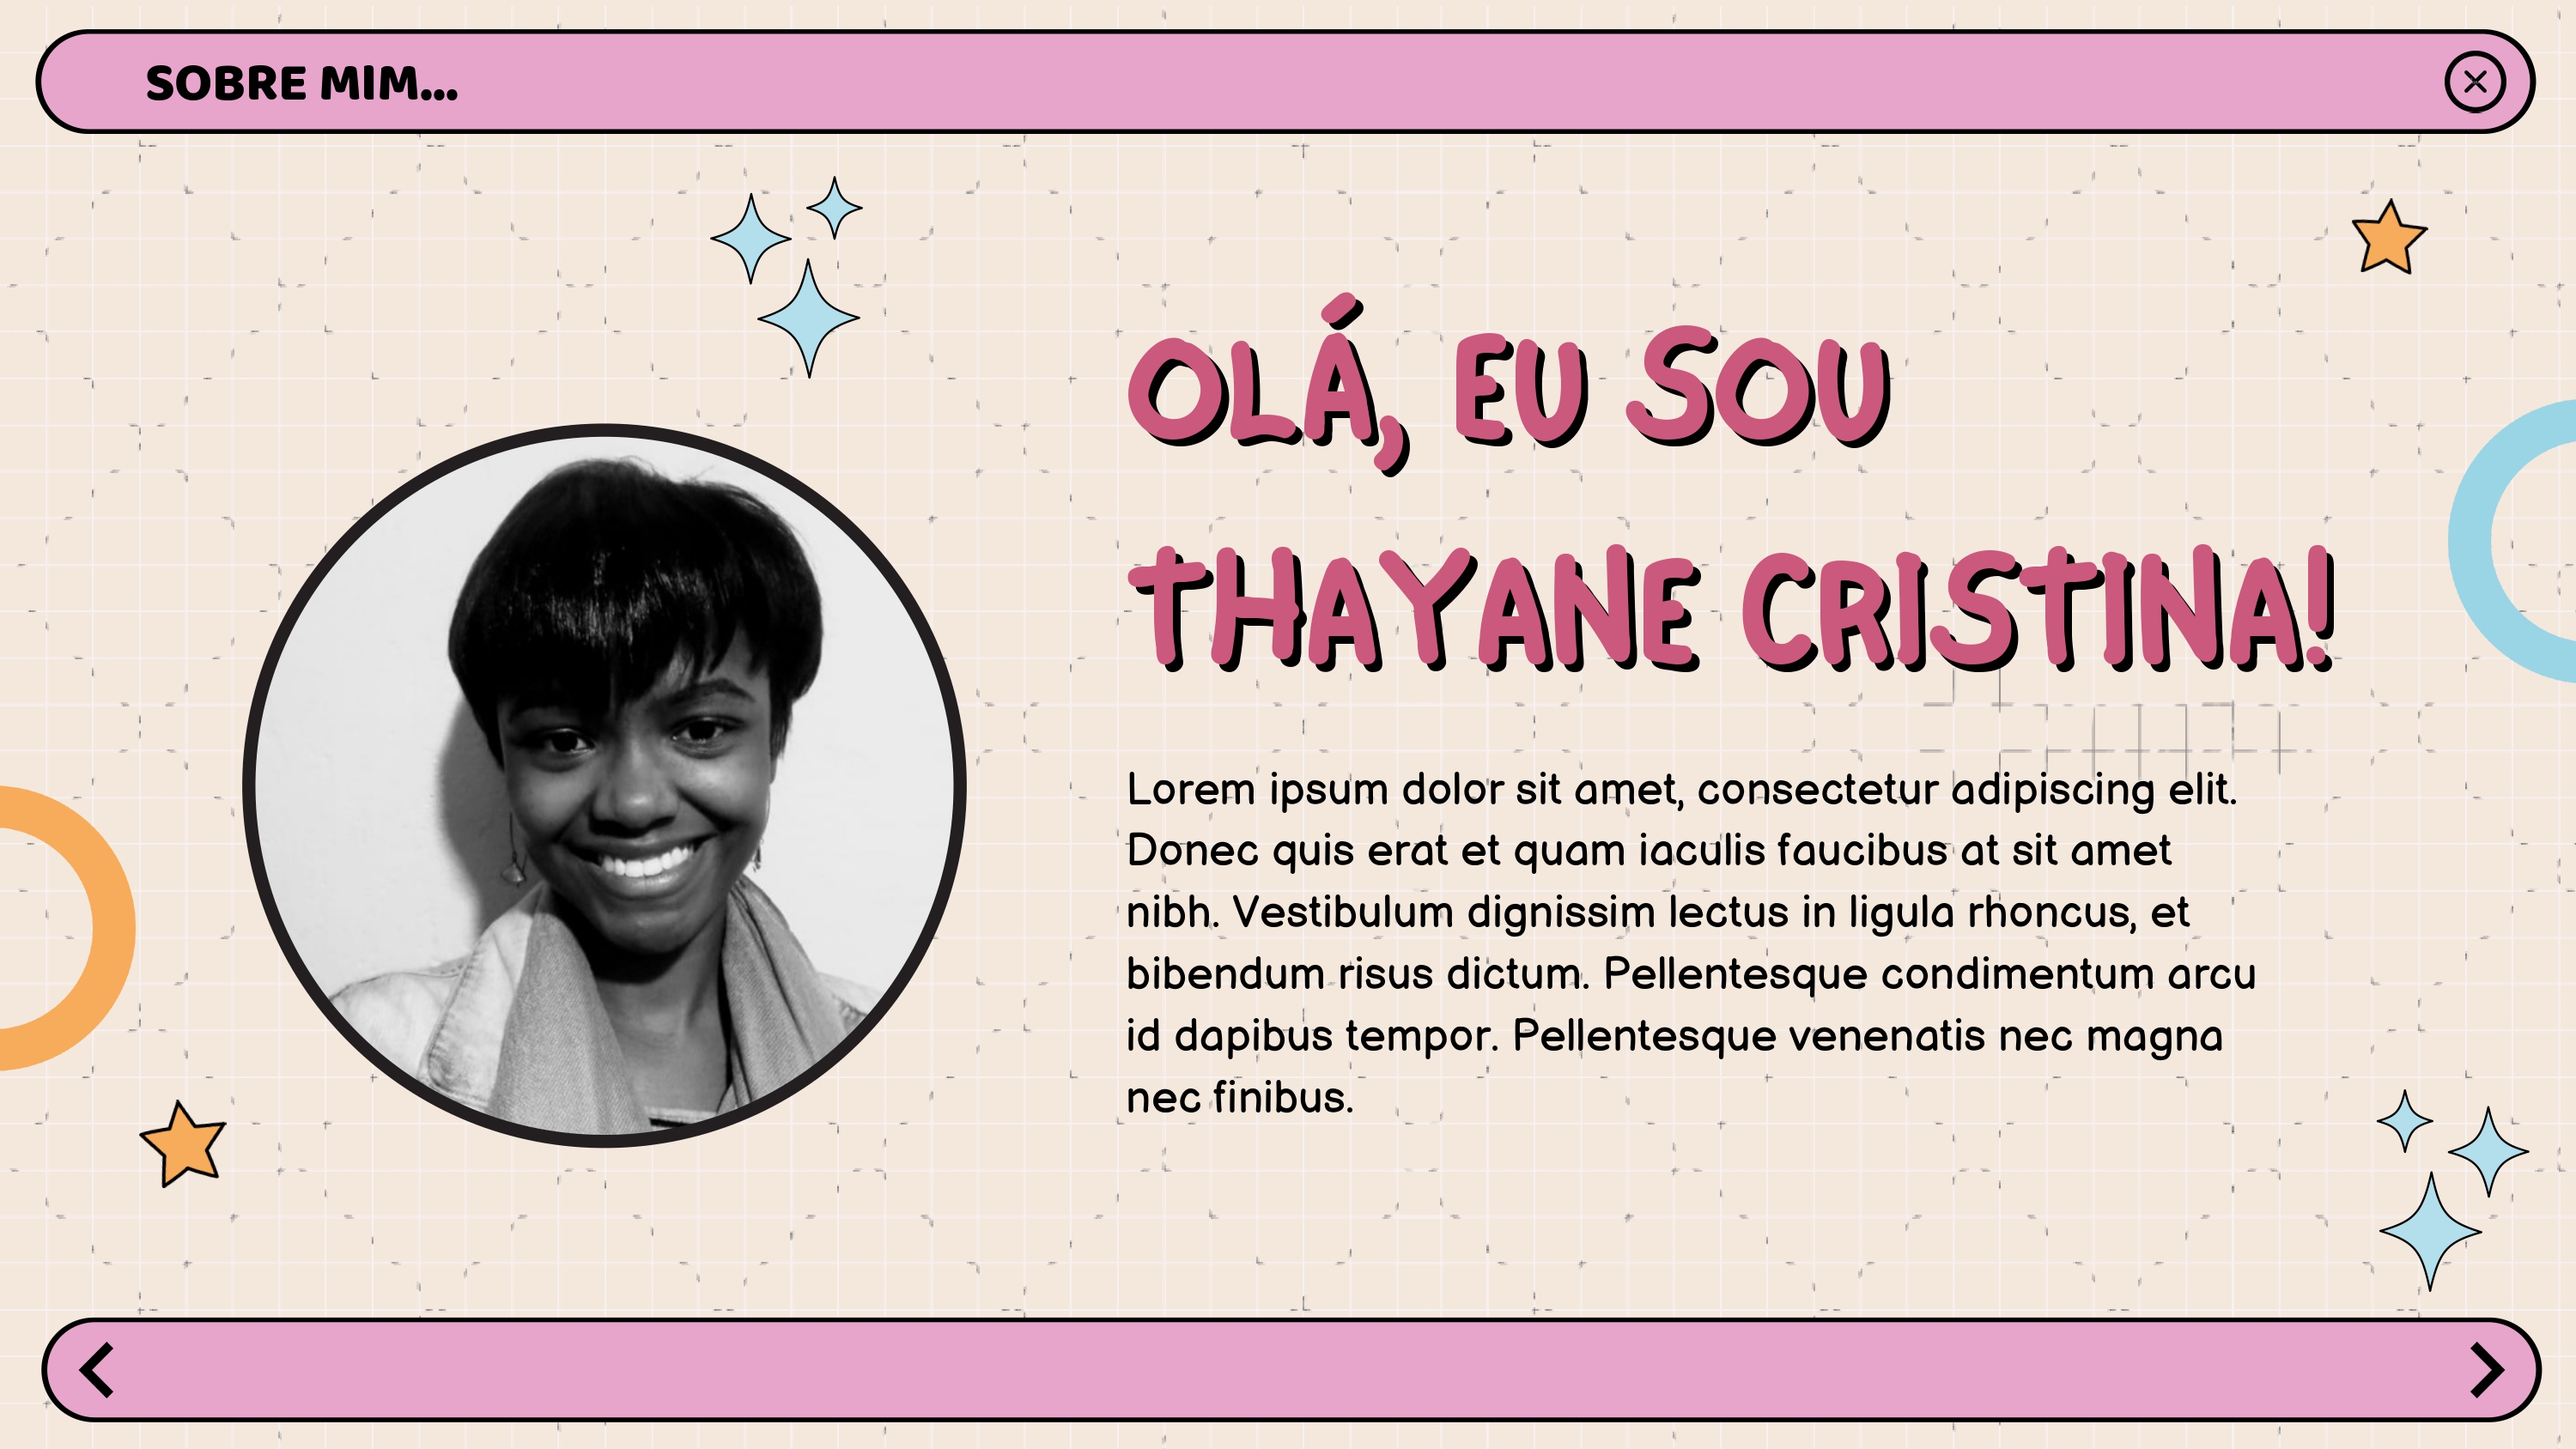 SOBRE MIM...
OLÁ, EU SOU
THAYANE CRISTINA!
Lorem ipsum dolor sit amet, consectetur adipiscing elit.
Donec quis erat et quam iaculis faucibus at sit amet
nibh. Vestibulum dignissim lectus in ligula rhoncus, et
bibendum risus dictum. Pellentesque condimentum arcu
id dapibus tempor. Pellentesque venenatis nec magna
nec finibus.